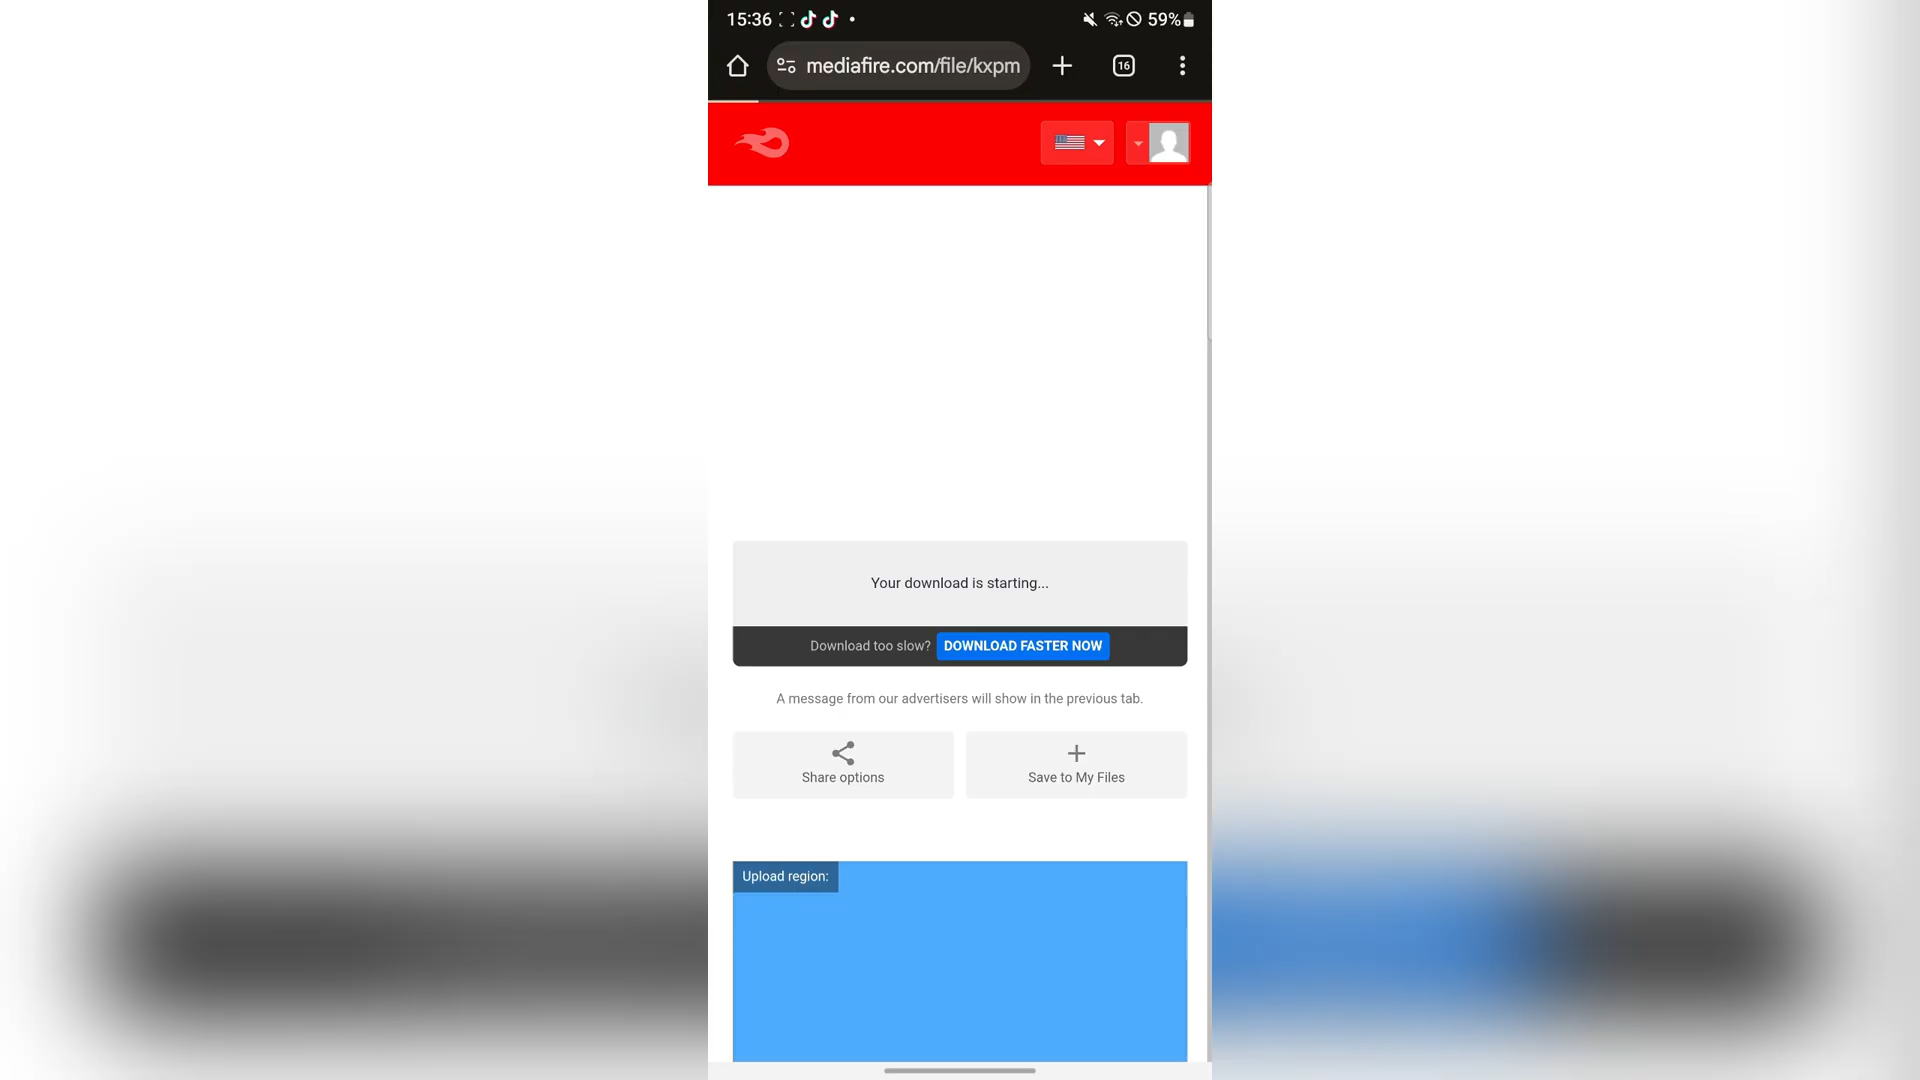 15:36
59%
mediafire.com/file/kxpm
16
Your download is starting...
Download too slow? DOWNLOAD FASTER NOW
A message from our advertisers will show in the previous tab.
Share options
Save to My Files
Upload region: